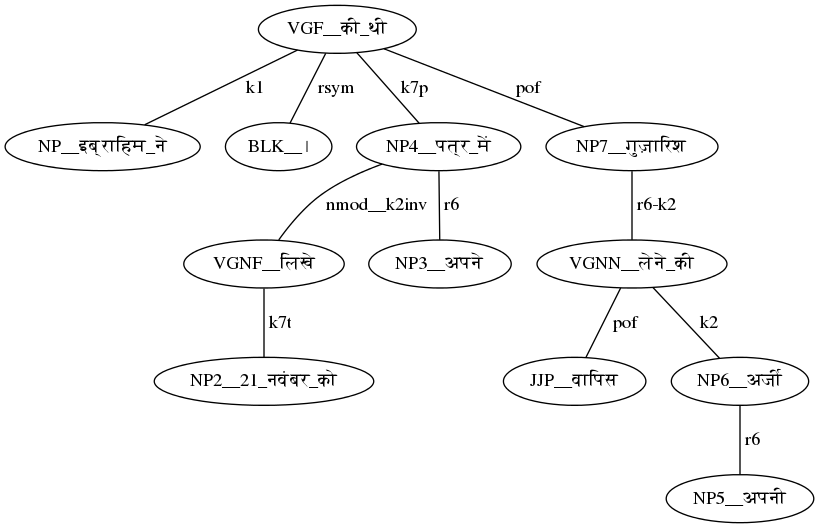 VGF__की_थी
k1 rsym k7p pof
NP__इब्राहिम_ने BLK__। NP4__पत्र_में NP7__गुज़ारिश
nmod__k2inv r6 r6-k2
VGNF__लिखे NP3__अपने VGNN__लेने_की
k7t pof k2
NP2__21_नवंबर_को JJP__वापिस NP6__अर्जी
r6
NP5__अपनी